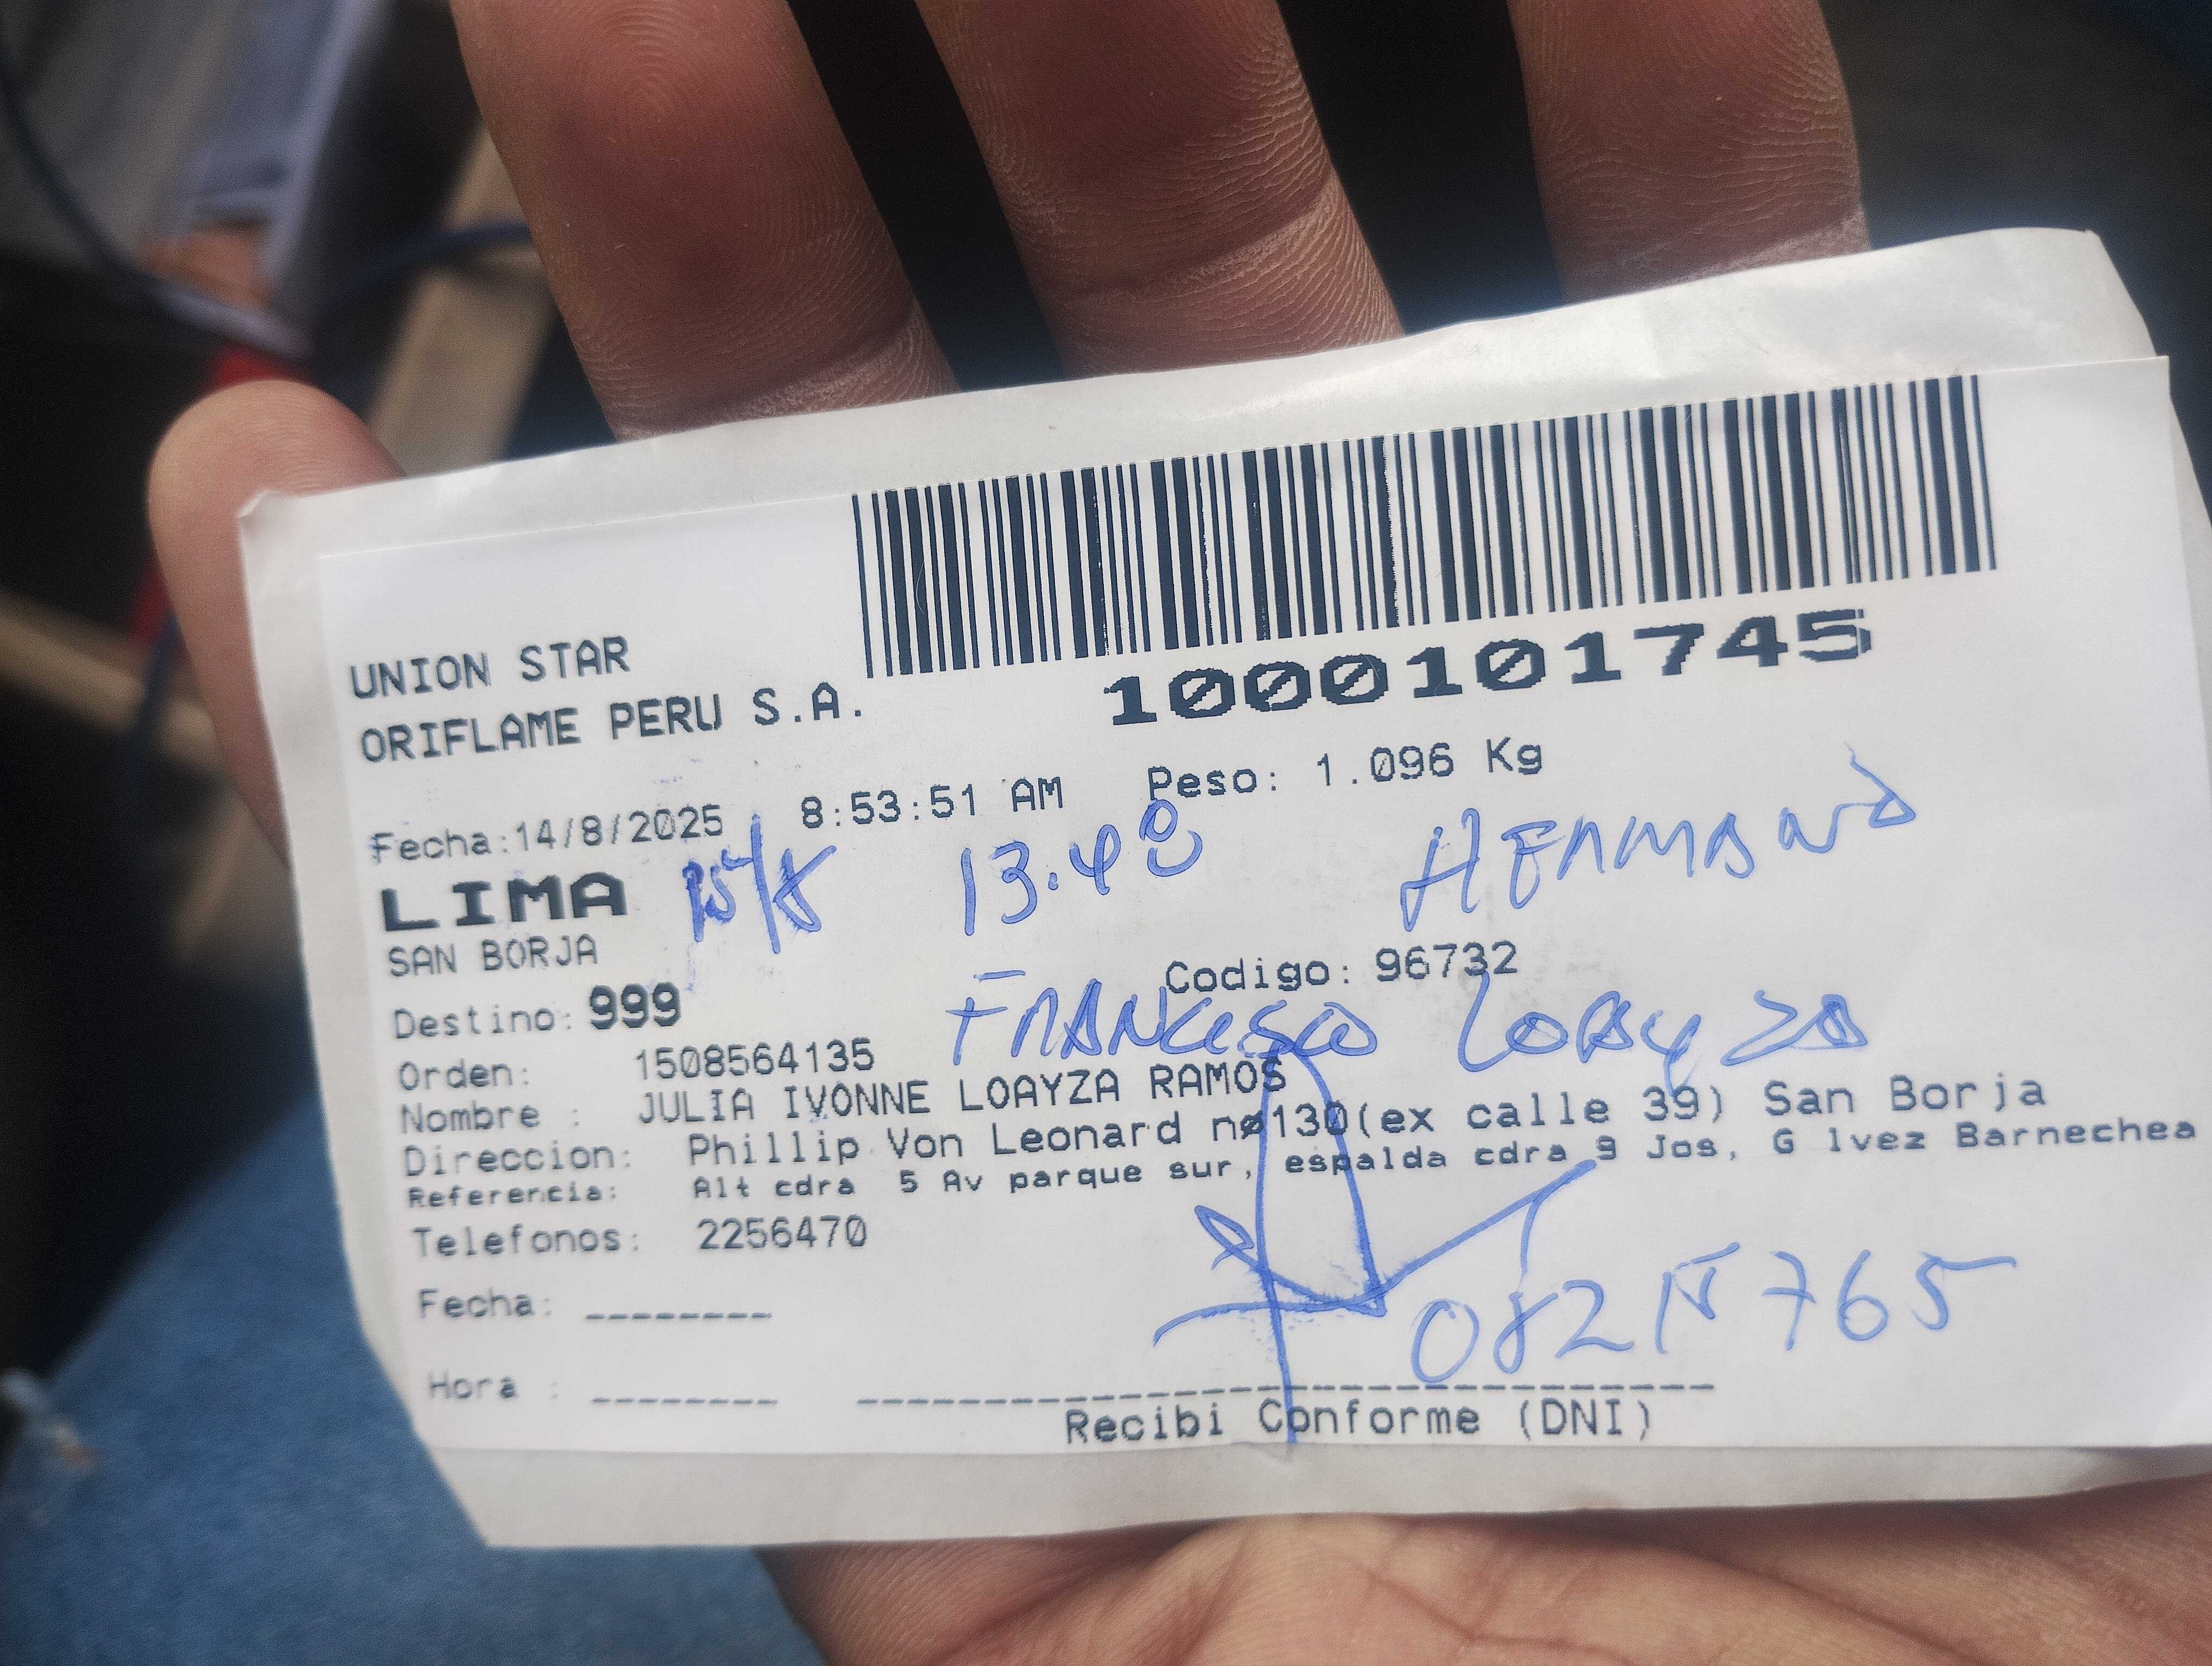 UNION STAR
ORIFLAME PERU S.A.
1000101745
Fecha:14/8/2025 8:53:51 AM Peso: 1.096 Kg
LIMA 15/8 13.40 HERMANO
SAN BORJA
Destino: 999 Codigo: 96732
FRANCISCO LOAYZA
Orden: 1508564135
Nombre : JULIA IVONNE LOAYZA RAMOS
Direccion: Phillip Von Leonard nø130(ex calle 39) San Borja
Referencia: Alt cdra 5 Av parque sur, espalda cdra 9 Jos, G lvez Barnechea
Telefonos: 2256470
Fecha: --------
08215765
Hora : --------
Recibi Conforme (DNI)